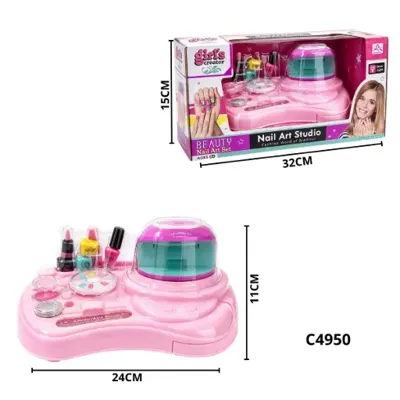 girl's
creator
BEAUTY
Nail Art Set
Nail Art Studio
15CM
32CM
11CM
24CM
C4950